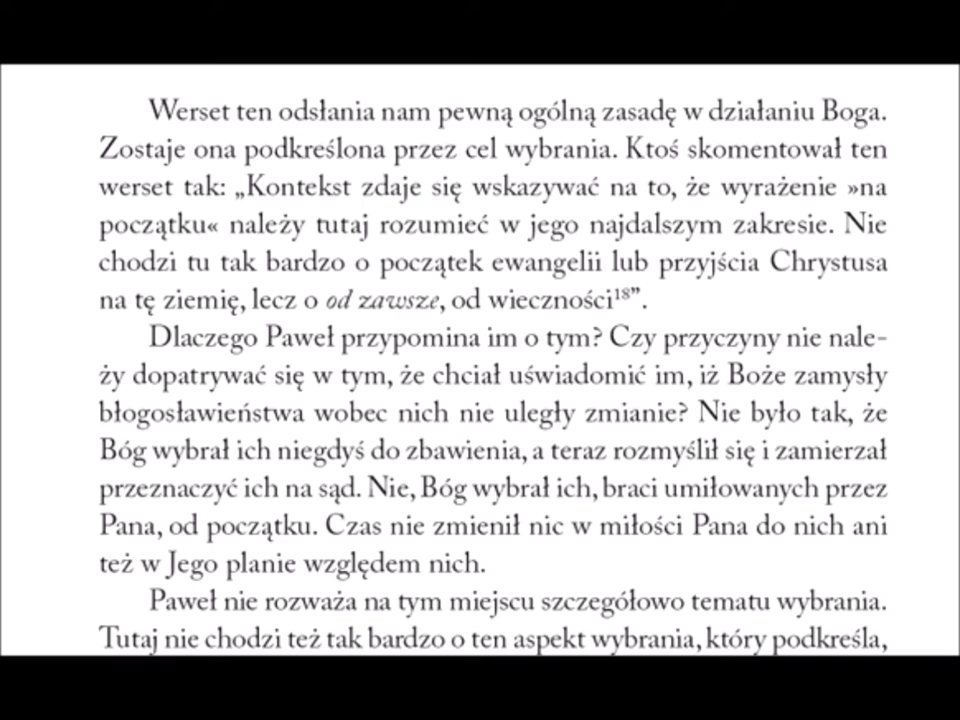 Werset ten odsłania nam pewną ogólną zasadę w działaniu Boga.
Zostaje ona podkreślona przez cel wybrania. Ktoś skomentował ten
werset tak: „Kontekst zdaje się wskazywać na to, że wyrażenie »na
początku« należy tutaj rozumieć w jego najdalszym zakresie. Nie
chodzi tu tak bardzo o początek ewangelii lub przyjścia Chrystusa
na tę ziemię, lecz o od zawsze, od wieczności¹⁸”.
Dlaczego Paweł przypomina im o tym? Czy przyczyny nie nale-
ży dopatrywać się w tym, że chciał uświadomić im, iż Boże zamysły
błogosławieństwa wobec nich nie uległy zmianie? Nie było tak, że
Bóg wybrał ich niegdyś do zbawienia, a teraz rozmyślił się i zamierzał
przeznaczyć ich na sąd. Nie, Bóg wybrał ich, braci umiłowanych przez
Pana, od początku. Czas nie zmienił nic w miłości Pana do nich ani
też w Jego planie względem nich.
Paweł nie rozważa na tym miejscu szczegółowo tematu wybrania.
Tutaj nie chodzi też tak bardzo o ten aspekt wybrania, który podkreśla,